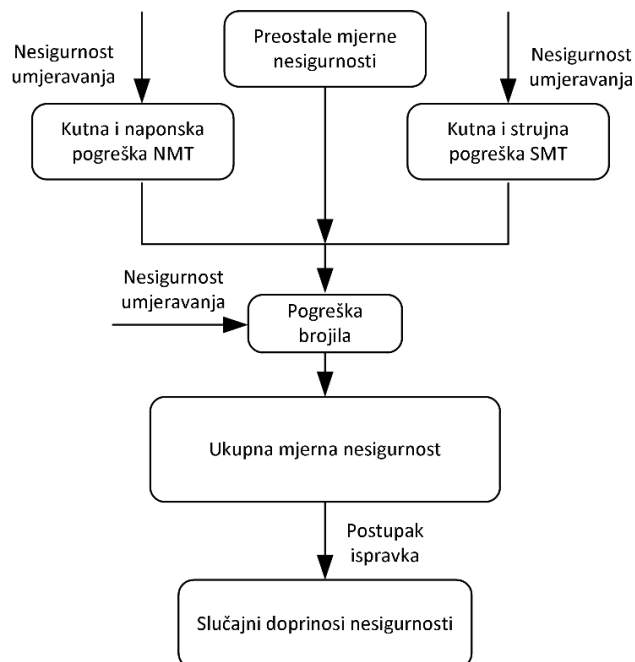 Nesigurnost
umjeravanja
Preostale mjerne
nesigurnosti
Nesigurnost
umjeravanja
Kutna i naponska
pogreška NMT
Kutna i strujna
pogreška SMT
Nesigurnost
umjeravanja
Pogreška
brojila
Ukupna mjerna nesigurnost
Postupak
ispravka
Slučajni doprinosi nesigurnosti